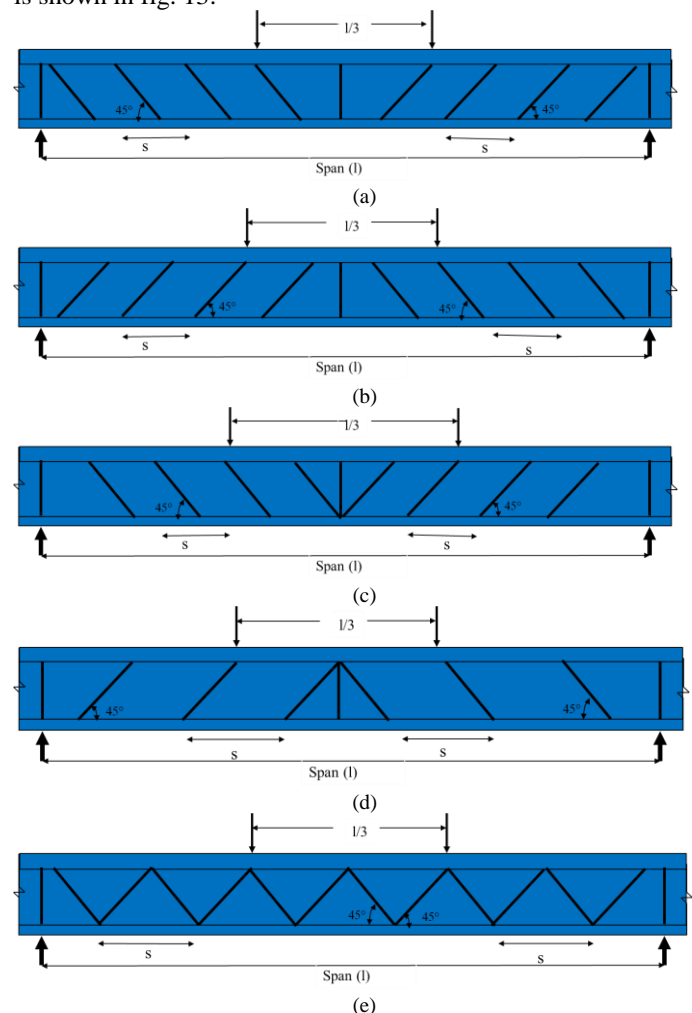 is shown in fig. 13.
l/3
45°
45°
s
s
Span (l)
(a)
l/3
45°
45°
s
s
Span (l)
(b)
l/3
45°
45°
s
s
Span (l)
(c)
l/3
45°
45°
s
s
Span (l)
(d)
l/3
45°
45°
s
s
Span (l)
(e)